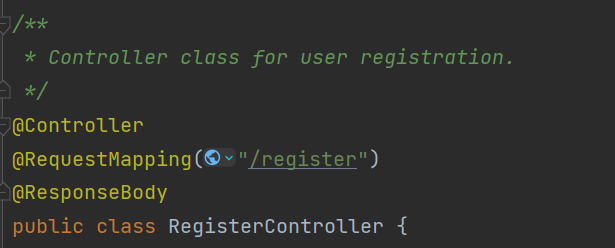 /**
* Controller class for user registration.
*/
@Controller
@RequestMapping("/register")
@ResponseBody
public class RegisterController {